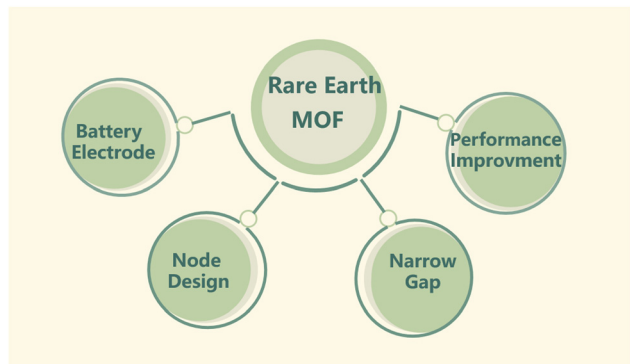 Rare Earth
MOF
Battery
Electrode
Performance
Improvment
Node
Design
Narrow
Gap